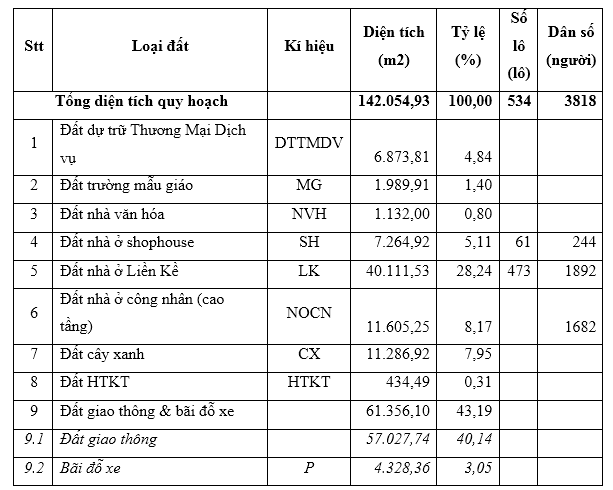 Stt Loại đất Kí hiệu Diện tích (m2) Tỷ lệ (%) Số lô (lô) Dân số (người)
Tổng diện tích quy hoạch 142.054,93 100,00 534 3818
1 Đất dự trữ Thương Mại Dịch vụ DTTMDV 6.873,81 4,84
2 Đất trường mẫu giáo MG 1.989,91 1,40
3 Đất nhà văn hóa NVH 1.132,00 0,80
4 Đất nhà ở shophouse SH 7.264,92 5,11 61 244
5 Đất nhà ở Liền Kề LK 40.111,53 28,24 473 1892
6 Đất nhà ở công nhân (cao tầng) NOCN 11.605,25 8,17 1682
7 Đất cây xanh CX 11.286,92 7,95
8 Đất HTKT HTKT 434,49 0,31
9 Đất giao thông & bãi đỗ xe 61.356,10 43,19
9.1 Đất giao thông 57.027,74 40,14
9.2 Bãi đỗ xe P 4.328,36 3,05